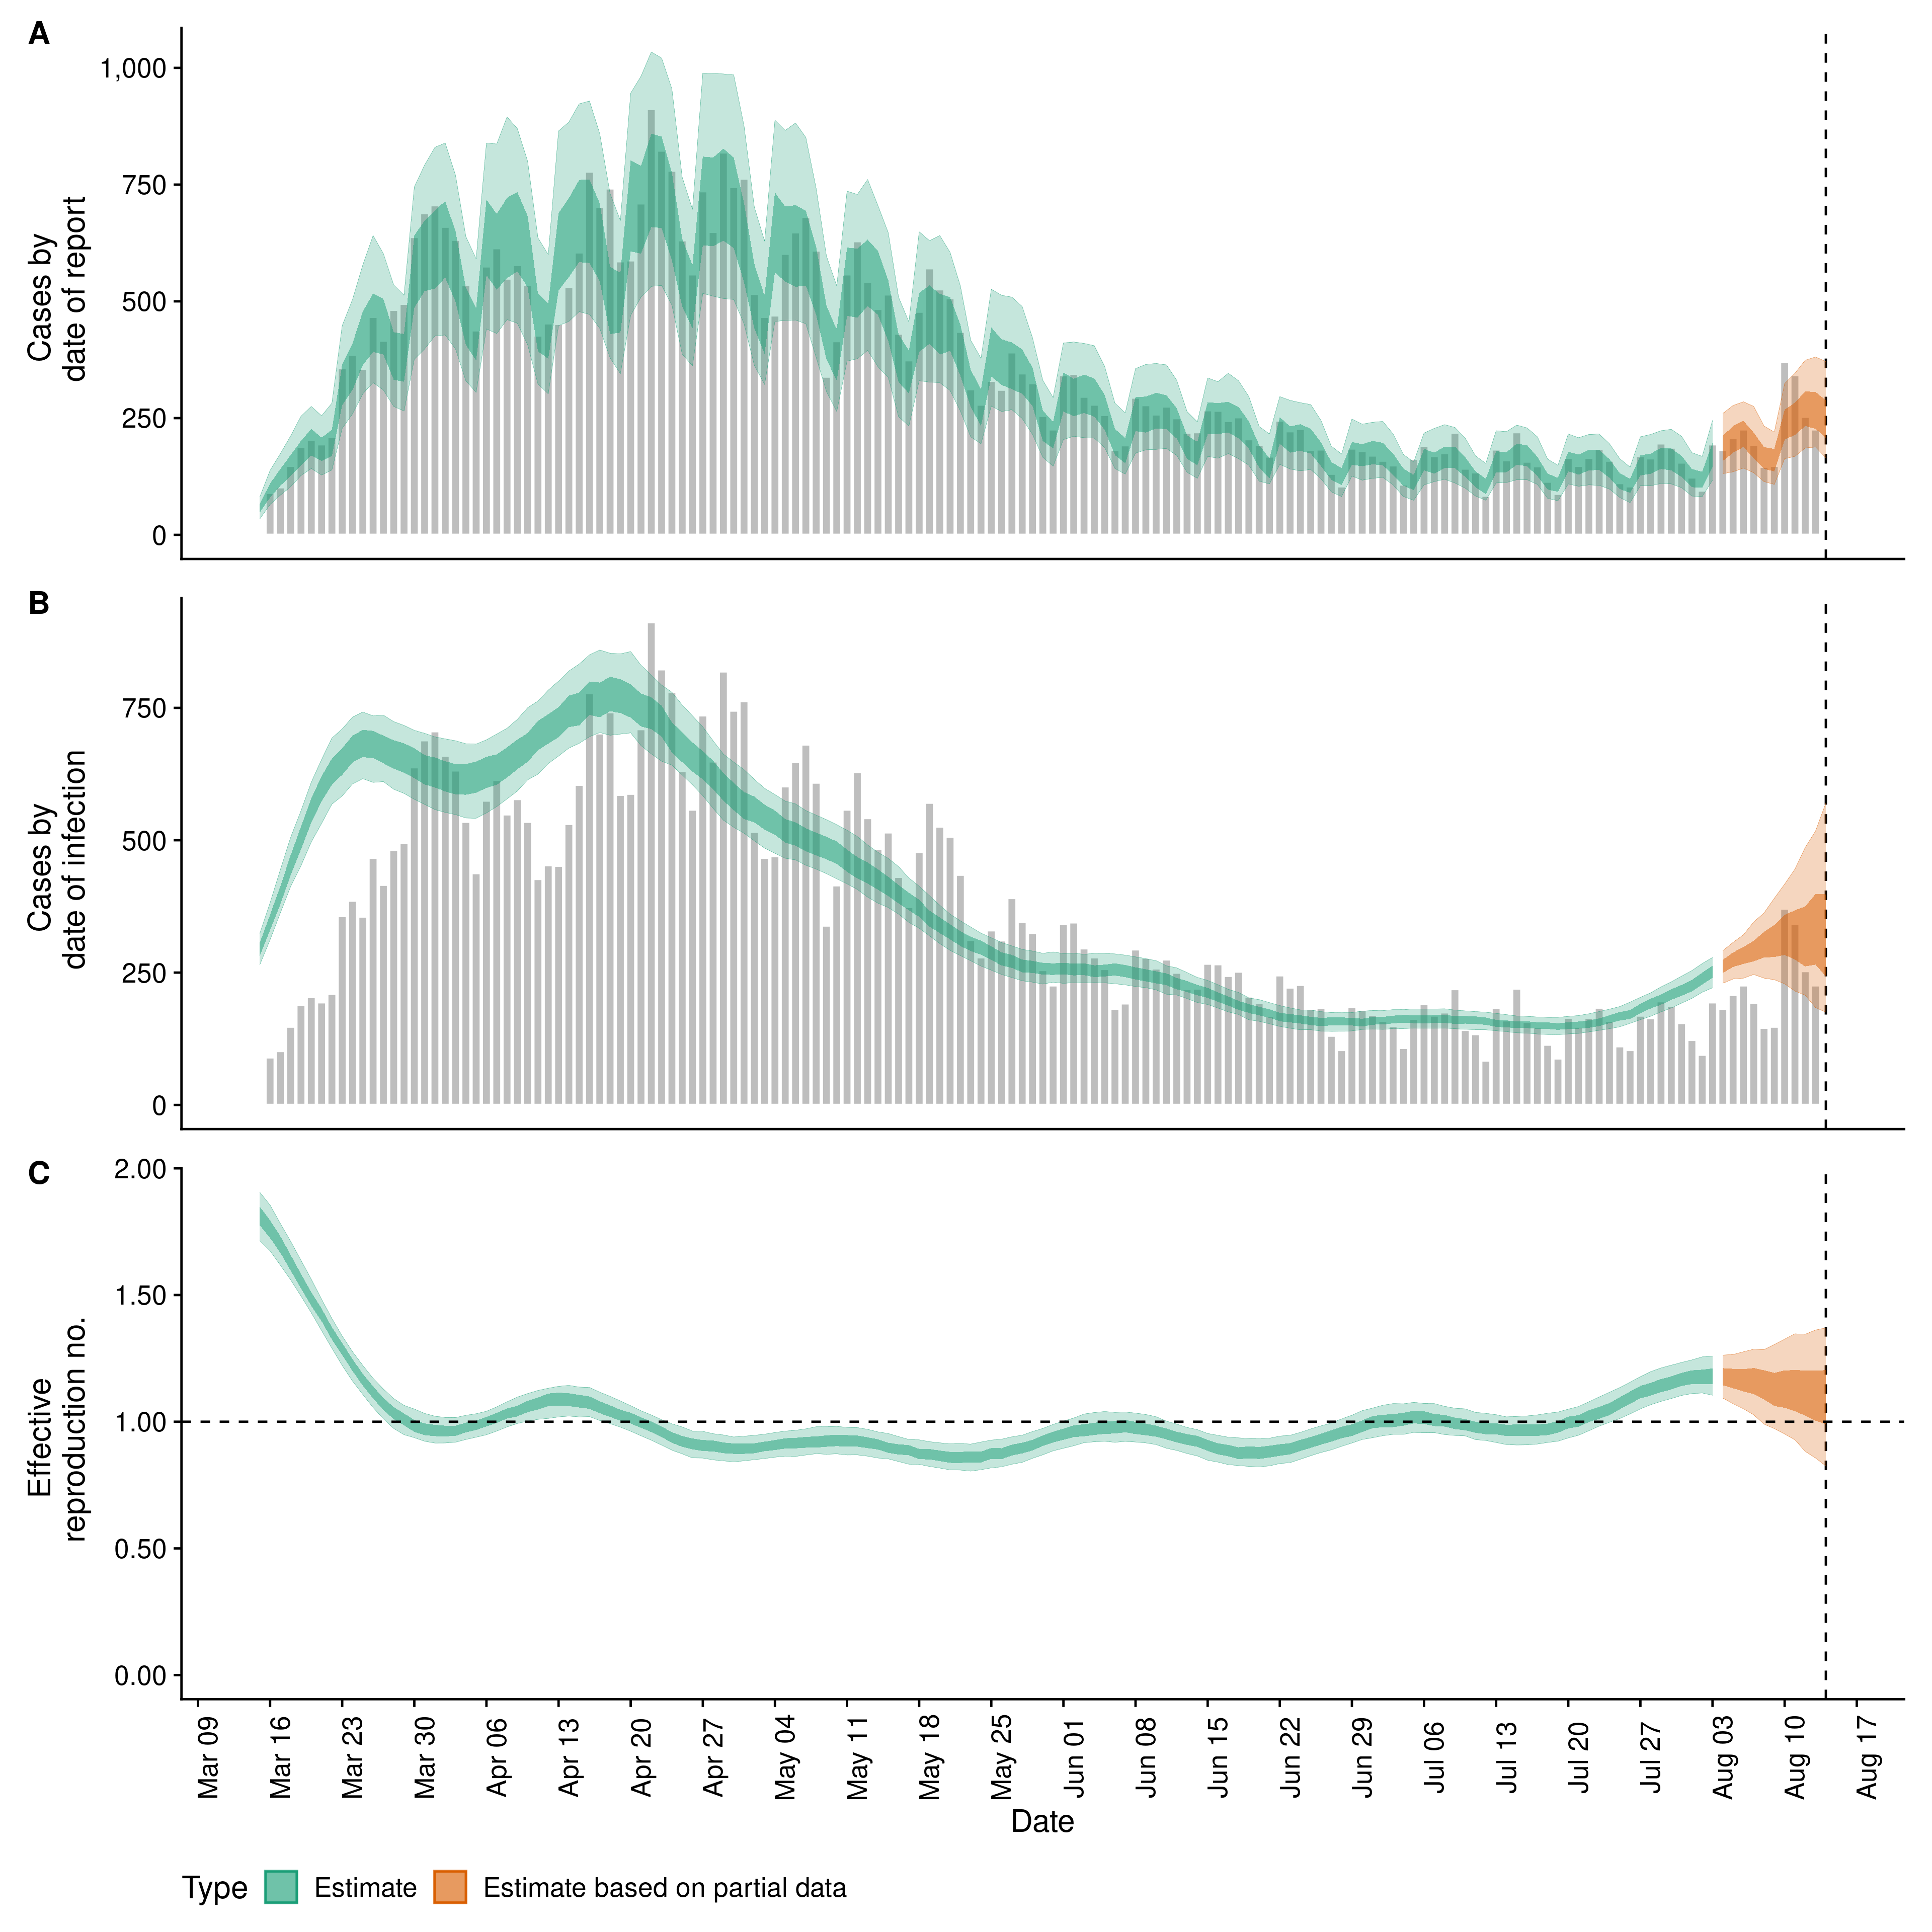 A
Cases by
date of report
1,000
750
500
250
0
B
Cases by
date of infection
750
500
250
0
C
Effective
reproduction no.
2.00
1.50
1.00
0.50
0.00
Mar 09
Mar 16
Mar 23
Mar 30
Apr 06
Apr 13
Apr 20
Apr 27
May 04
May 11
May 18
May 25
Jun 01
Jun 08
Jun 15
Jun 22
Jun 29
Jul 06
Jul 13
Jul 20
Jul 27
Aug 03
Aug 10
Aug 17
Date
Type Estimate Estimate based on partial data